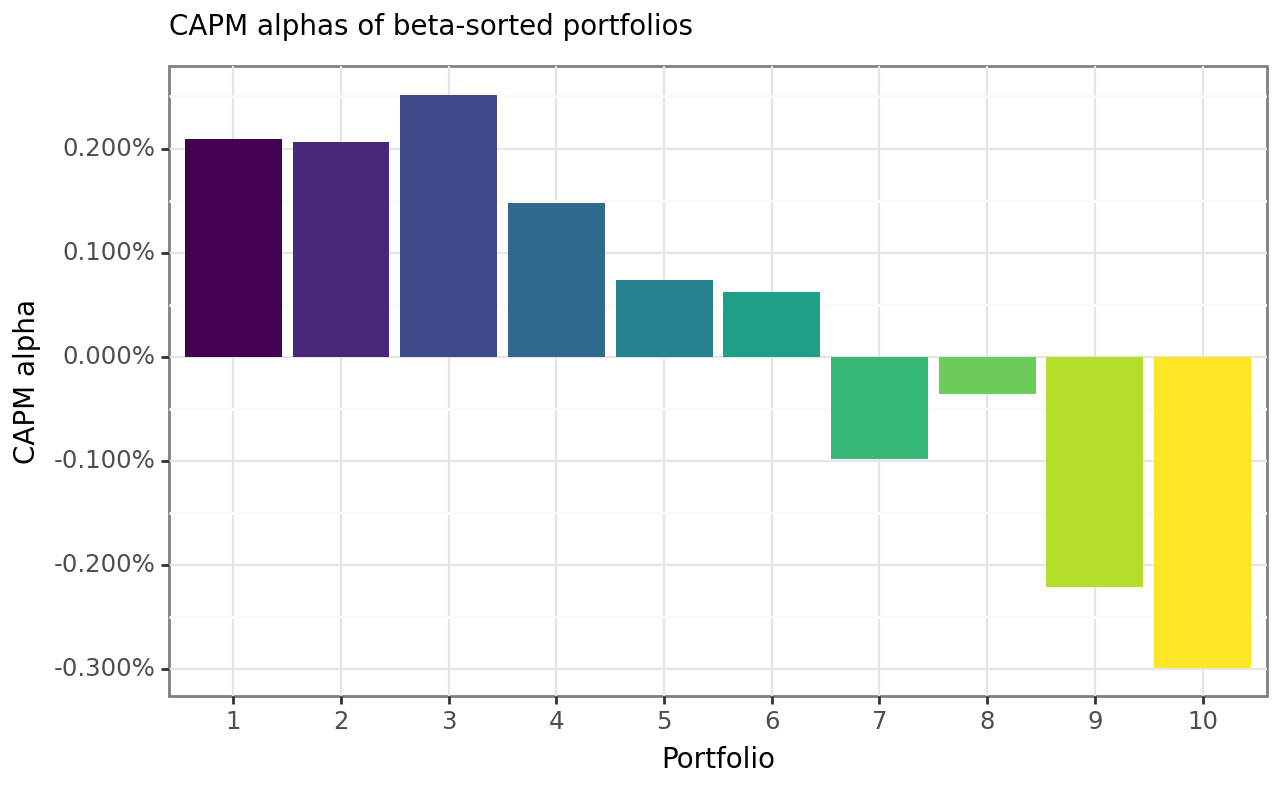 CAPM alphas of beta-sorted portfolios
CAPM alpha
0.200%
0.100%
0.000%
-0.100%
-0.200%
-0.300%
1 2 3 4 5 6 7 8 9 10
Portfolio